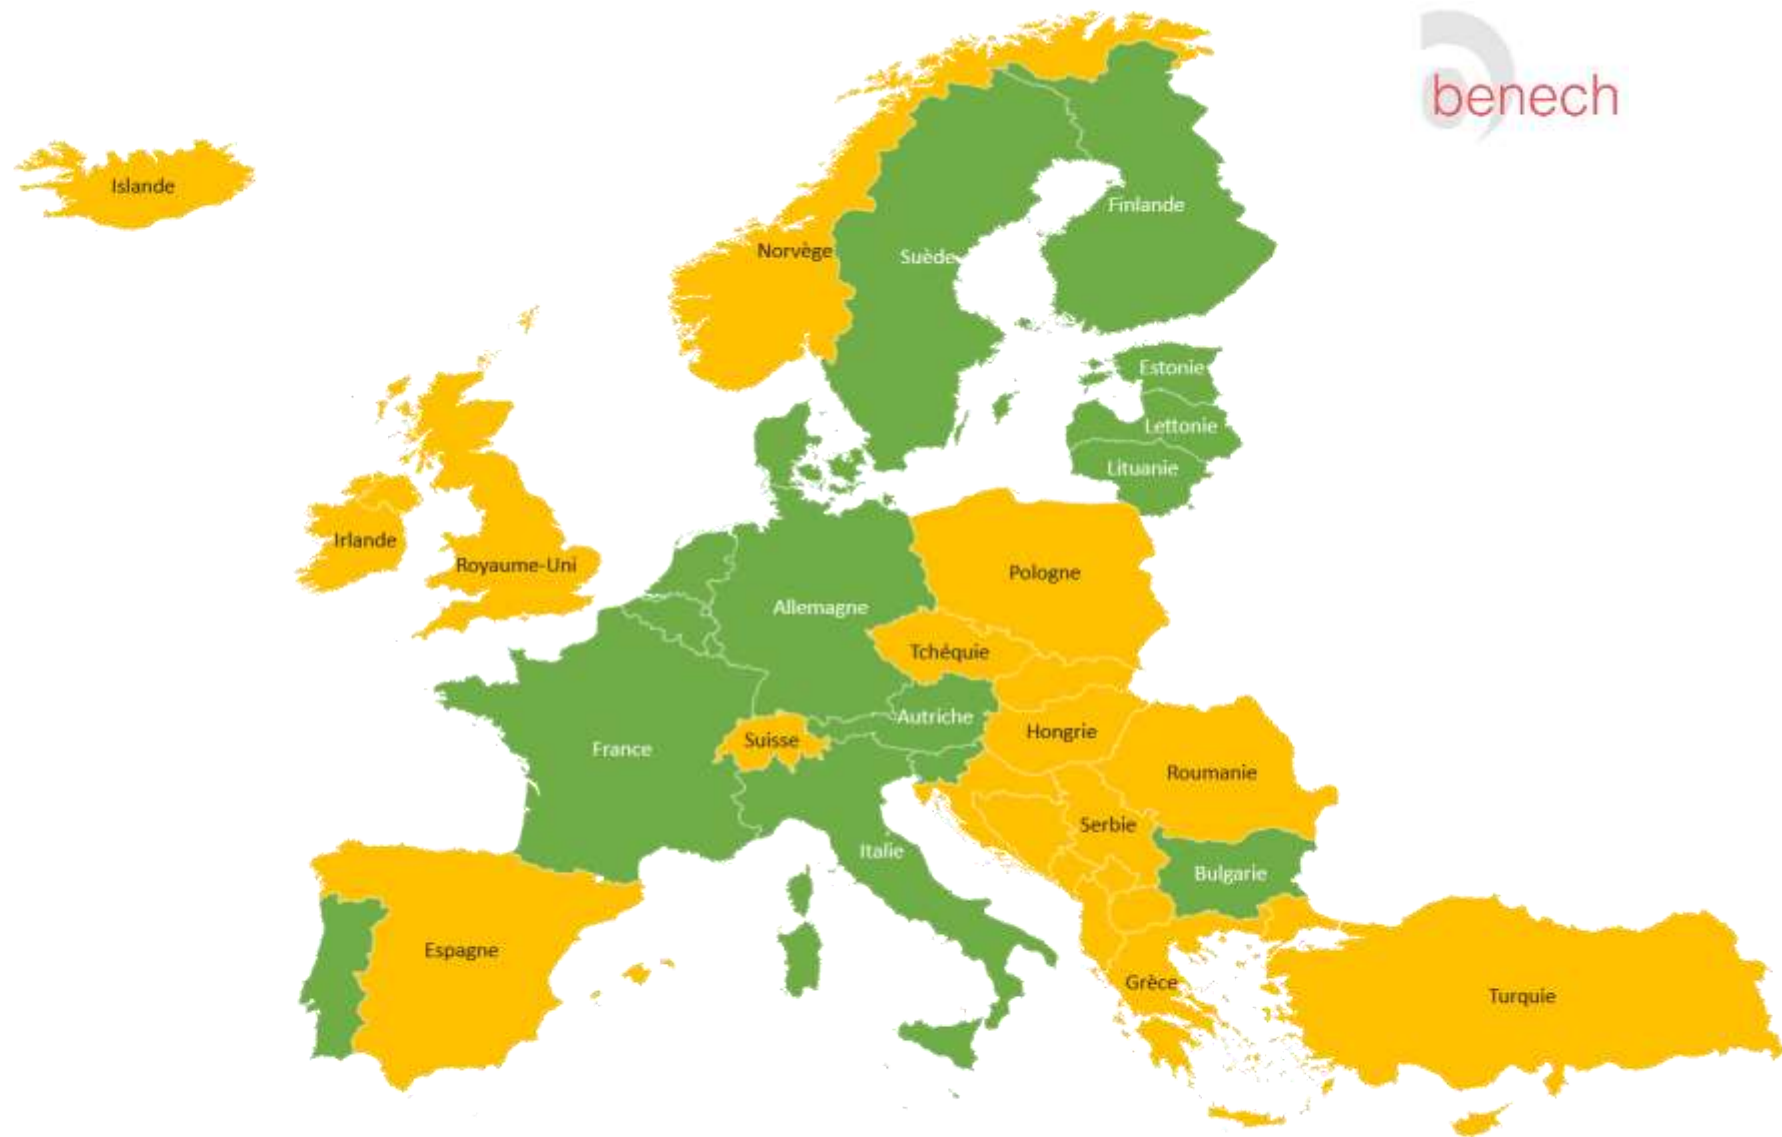 benech
Islande
Finlande
Norvège
Suède
Estonie
Lettonie
Lituanie
Irlande
Royaume-Uni
Pologne
Allemagne
Tchéquie
Autriche
Hongrie
Suisse
France
Roumanie
Serbie
Italie
Bulgarie
Espagne
Grèce
Turquie